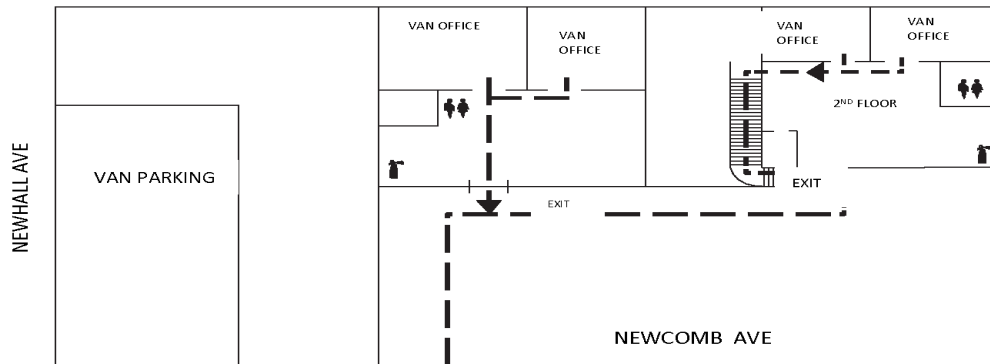 VAN OFFICE
VAN
OFFICE
VAN
OFFICE
VAN
OFFICE
2ND FLOOR
NEWHALL AVE
VAN PARKING
EXIT
EXIT
NEWCOMB AVE